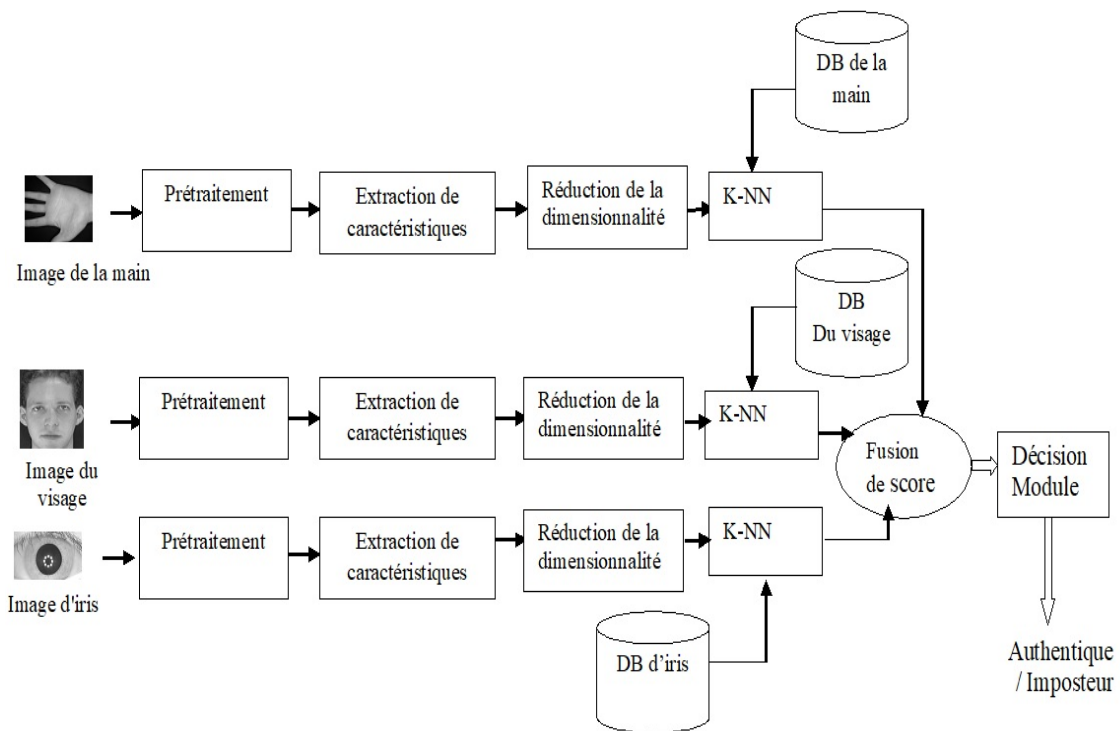 DB de la
main
Prétraitement
Extraction de
caractéristiques
Réduction de la
dimensionnalité
K-NN
Image de la main
DB
Du visage
Prétraitement
Extraction de
caractéristiques
Réduction de la
dimensionnalité
K-NN
Image du
visage
Fusion
de score
Décision
Module
Prétraitement
Extraction de
caractéristiques
Réduction de la
dimensionnalité
K-NN
Image d'iris
DB d’iris
Authentique
/ Imposteur